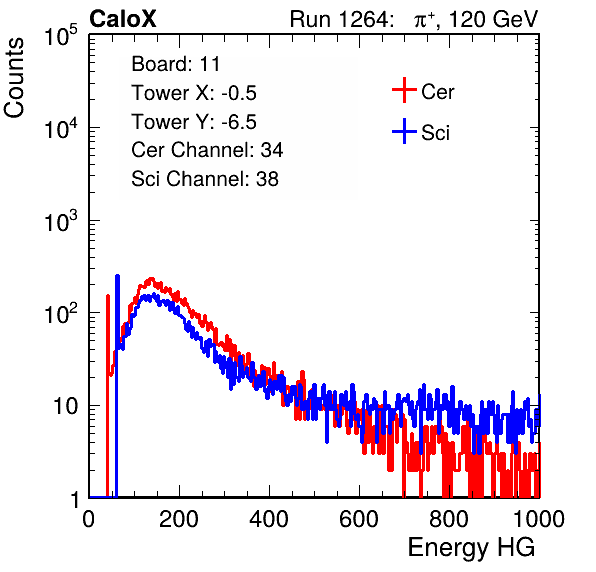 CaloX Run 1264: π⁺, 120 GeV
Counts
Board: 11
Tower X: -0.5
Tower Y: -6.5
Cer Channel: 34
Sci Channel: 38
Cer
Sci
10⁵
10⁴
10³
10²
10
1
0 200 400 600 800 1000
Energy HG